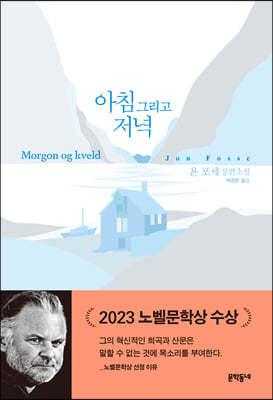 아침 그리고
저녁
Morgon og kveld
Jon Fosse
욘 포세 장편소설
박경희 옮김
2023 노벨문학상 수상
그의 혁신적인 희곡과 산문은
말할 수 없는 것에 목소리를 부여한다.
_노벨문학상 선정 이유
문학동네